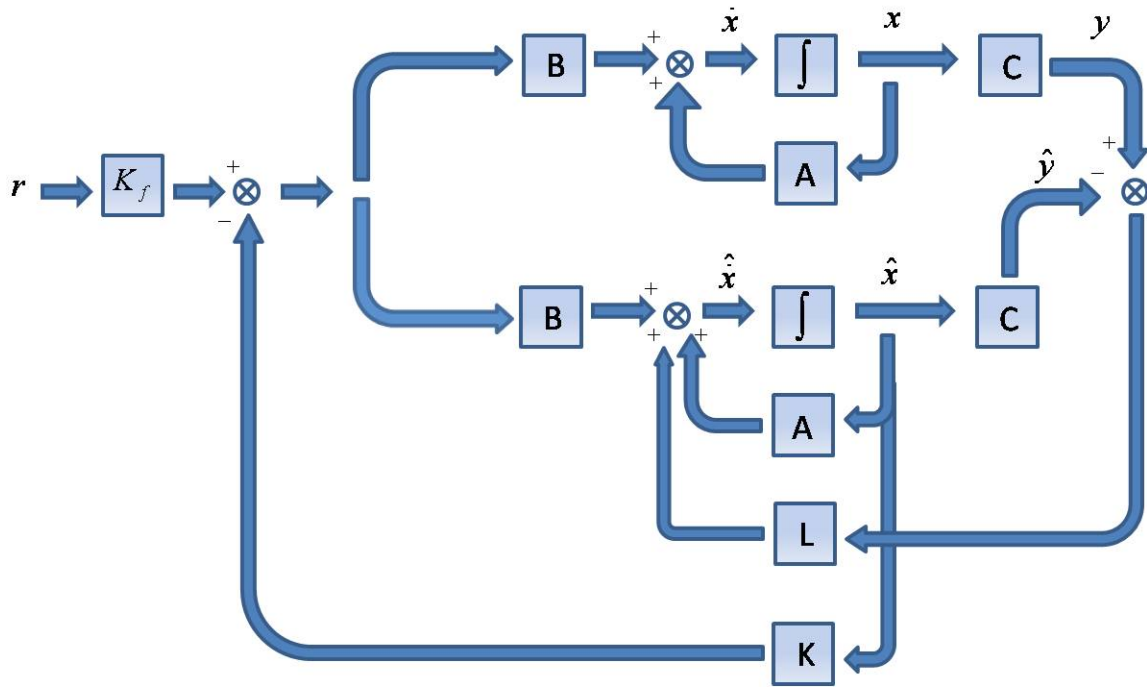 ẋ x y
B + + ∫ C
A
r K_f + − + − ŷ
x̂̇ x̂
B + + + ∫ C
A
L
K